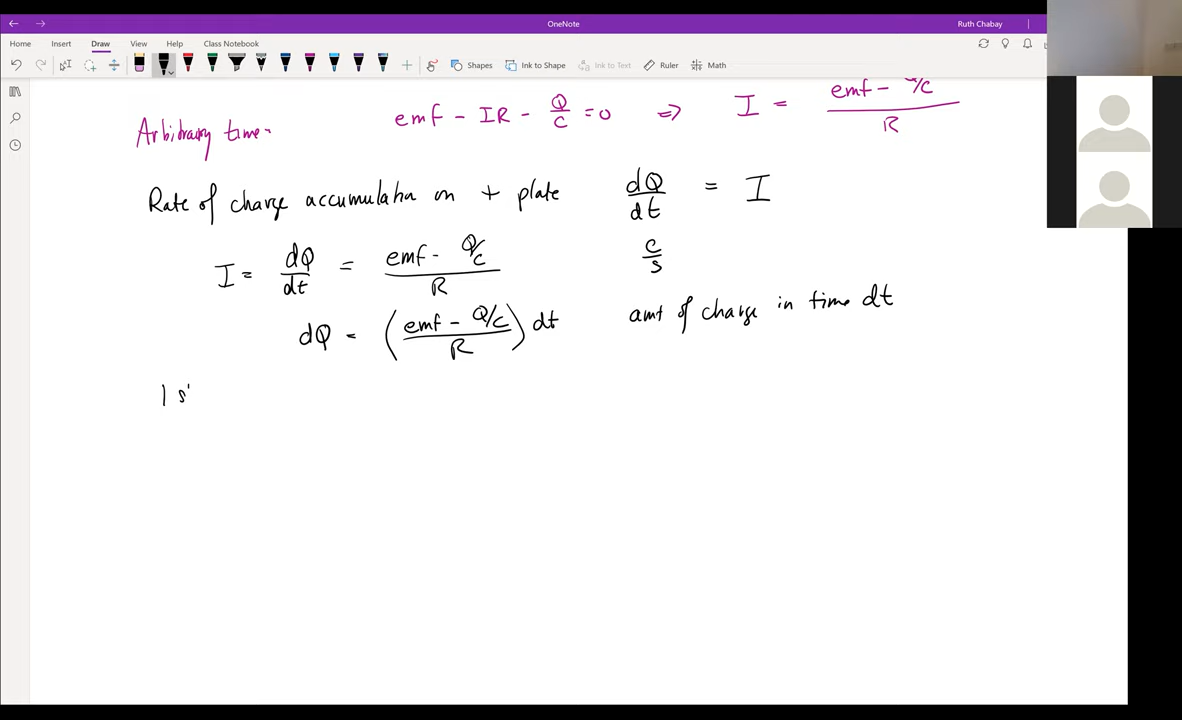 OneNote
Ruth Chabay
Home Insert Draw View Help Class Notebook
Shapes Ink to Shape Ink to Text Ruler Math
Arbitrary time- emf - IR - Q/C = 0 ⇒ I = (emf - Q/C)/R
Rate of charge accumulation on + plate dQ/dt = I
C/s
I = dQ/dt = (emf - Q/C)/R
dQ = ((emf - Q/C)/R) dt amt of charge in time dt
1 s'